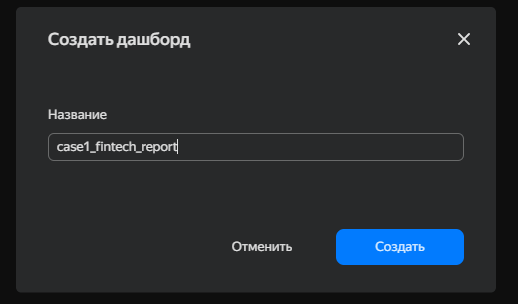 Создать дашборд
Название
case1_fintech_report
Отменить
Создать